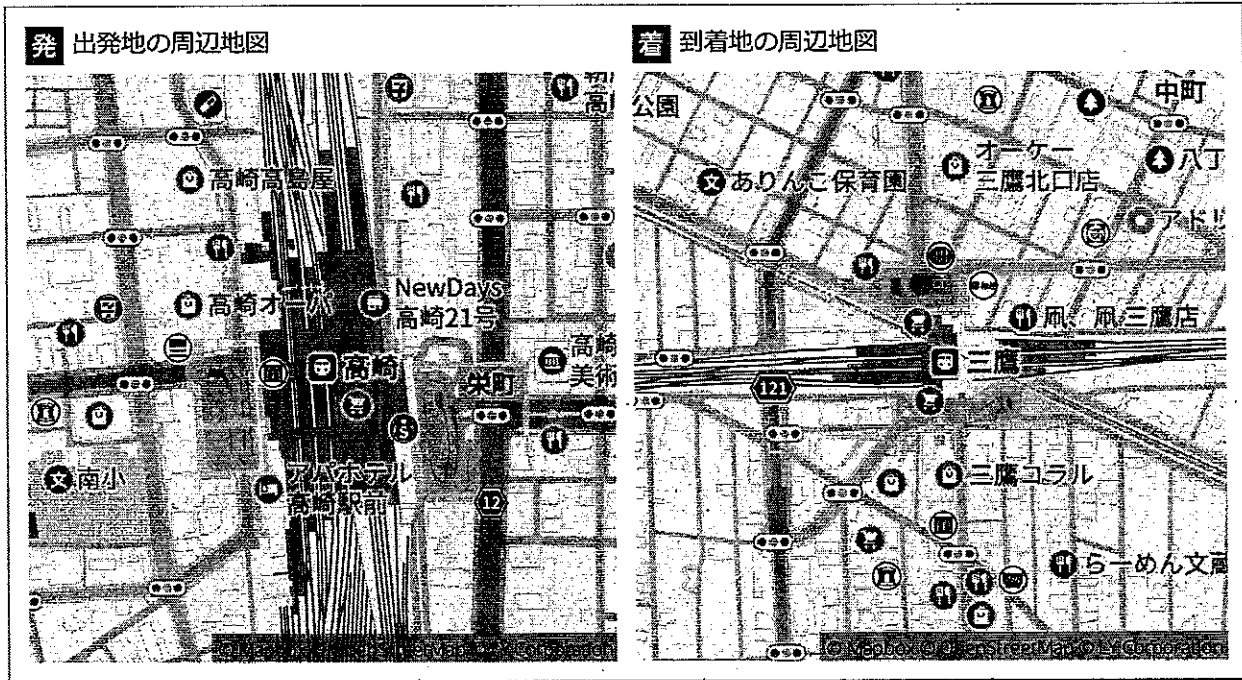 発 出発地の周辺地図
高崎高島屋
高崎オーパ
NewDays
高崎21号
高崎
高崎
美術
栄町
南小
アパホテル
高崎駅前
12
着 到着地の周辺地図
公園
中町
オーケー
三鷹北口店
八丁
ありんこ保育園
アドリ
凧、凧 三鷹店
三鷹
121
三鷹コラル
らーめん文蔵
© Mapbox © OpenStreetMap © LY Corporation